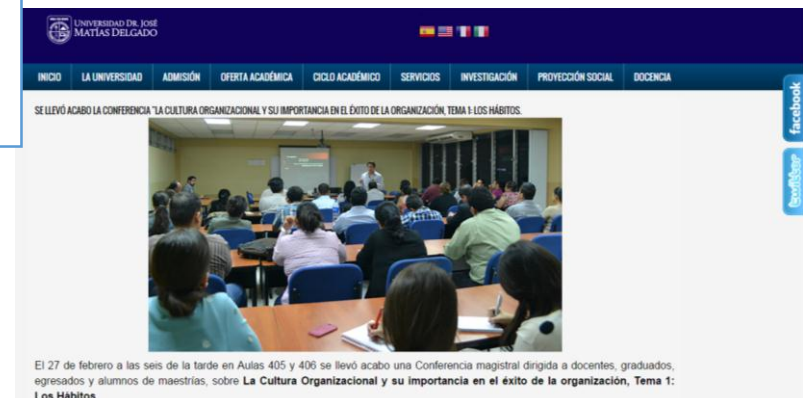 UNIVERSIDAD DR. JOSÉ
MATÍAS DELGADO
INICIO LA UNIVERSIDAD ADMISIÓN OFERTA ACADÉMICA CICLO ACADÉMICO SERVICIOS INVESTIGACIÓN PROYECCIÓN SOCIAL DOCENCIA
facebook
twitter
SE LLEVÓ ACABO LA CONFERENCIA "LA CULTURA ORGANIZACIONAL Y SU IMPORTANCIA EN EL ÉXITO DE LA ORGANIZACIÓN, TEMA 1: LOS HÁBITOS.
El 27 de febrero a las seis de la tarde en Aulas 405 y 406 se llevó acabo una Conferencia magistral dirigida a docentes, graduados,
egresados y alumnos de maestrías, sobre La Cultura Organizacional y su importancia en el éxito de la organización, Tema 1:
Los Hábitos